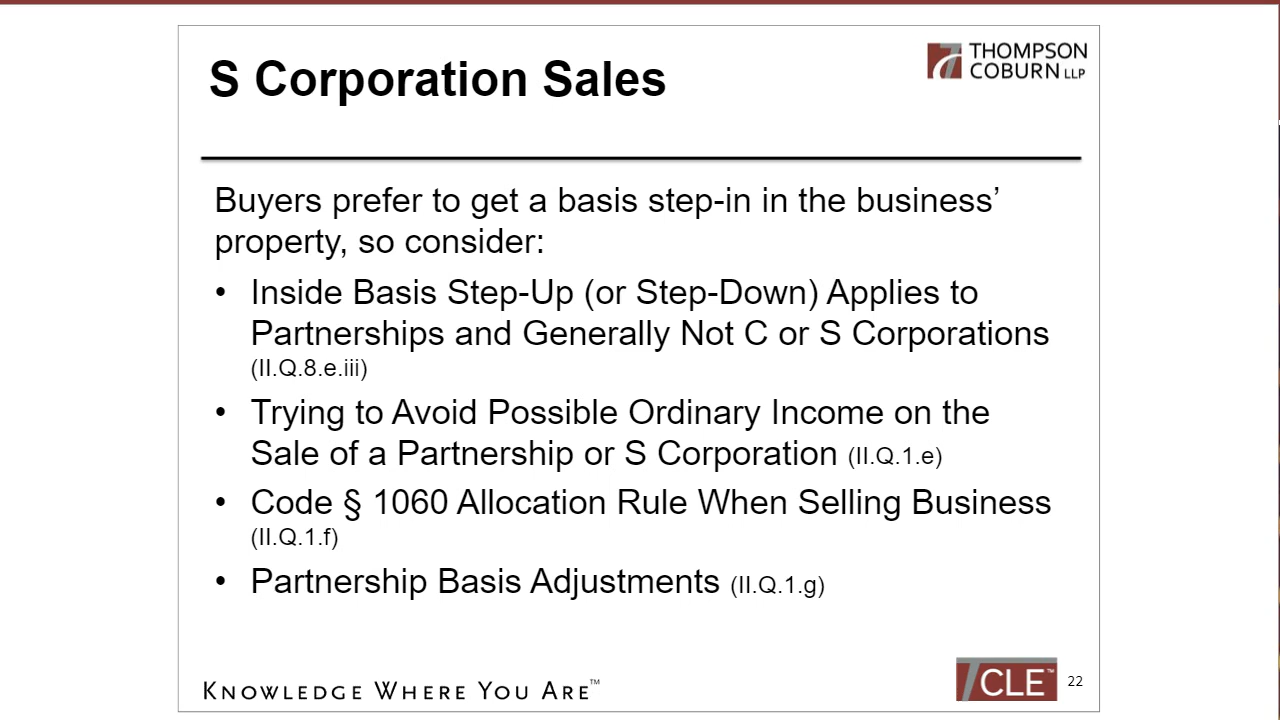 S Corporation Sales
THOMPSON
COBURN LLP
Buyers prefer to get a basis step-in in the business’
property, so consider:
• Inside Basis Step-Up (or Step-Down) Applies to
Partnerships and Generally Not C or S Corporations
(II.Q.8.e.iii)
• Trying to Avoid Possible Ordinary Income on the
Sale of a Partnership or S Corporation (II.Q.1.e)
• Code § 1060 Allocation Rule When Selling Business
(II.Q.1.f)
• Partnership Basis Adjustments (II.Q.1.g)
KNOWLEDGE WHERE YOU ARE™
CLE™
22